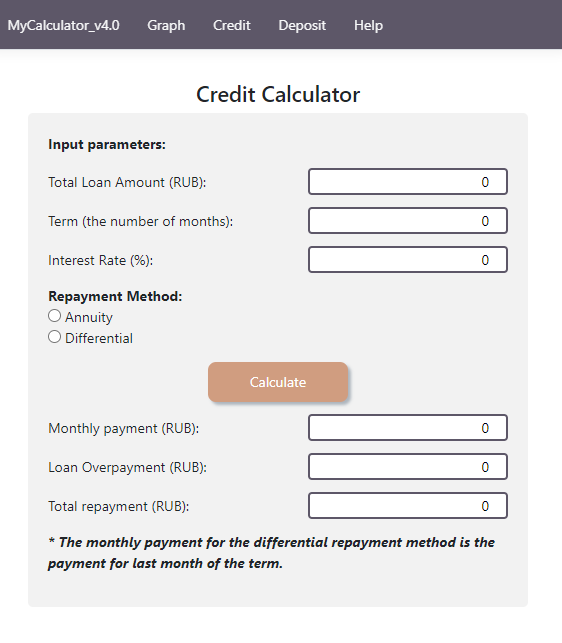 MyCalculator_v4.0 Graph Credit Deposit Help
Credit Calculator
Input parameters:
Total Loan Amount (RUB): 0
Term (the number of months): 0
Interest Rate (%): 0
Repayment Method:
Annuity
Differential
Calculate
Monthly payment (RUB): 0
Loan Overpayment (RUB): 0
Total repayment (RUB): 0
* The monthly payment for the differential repayment method is the
payment for last month of the term.